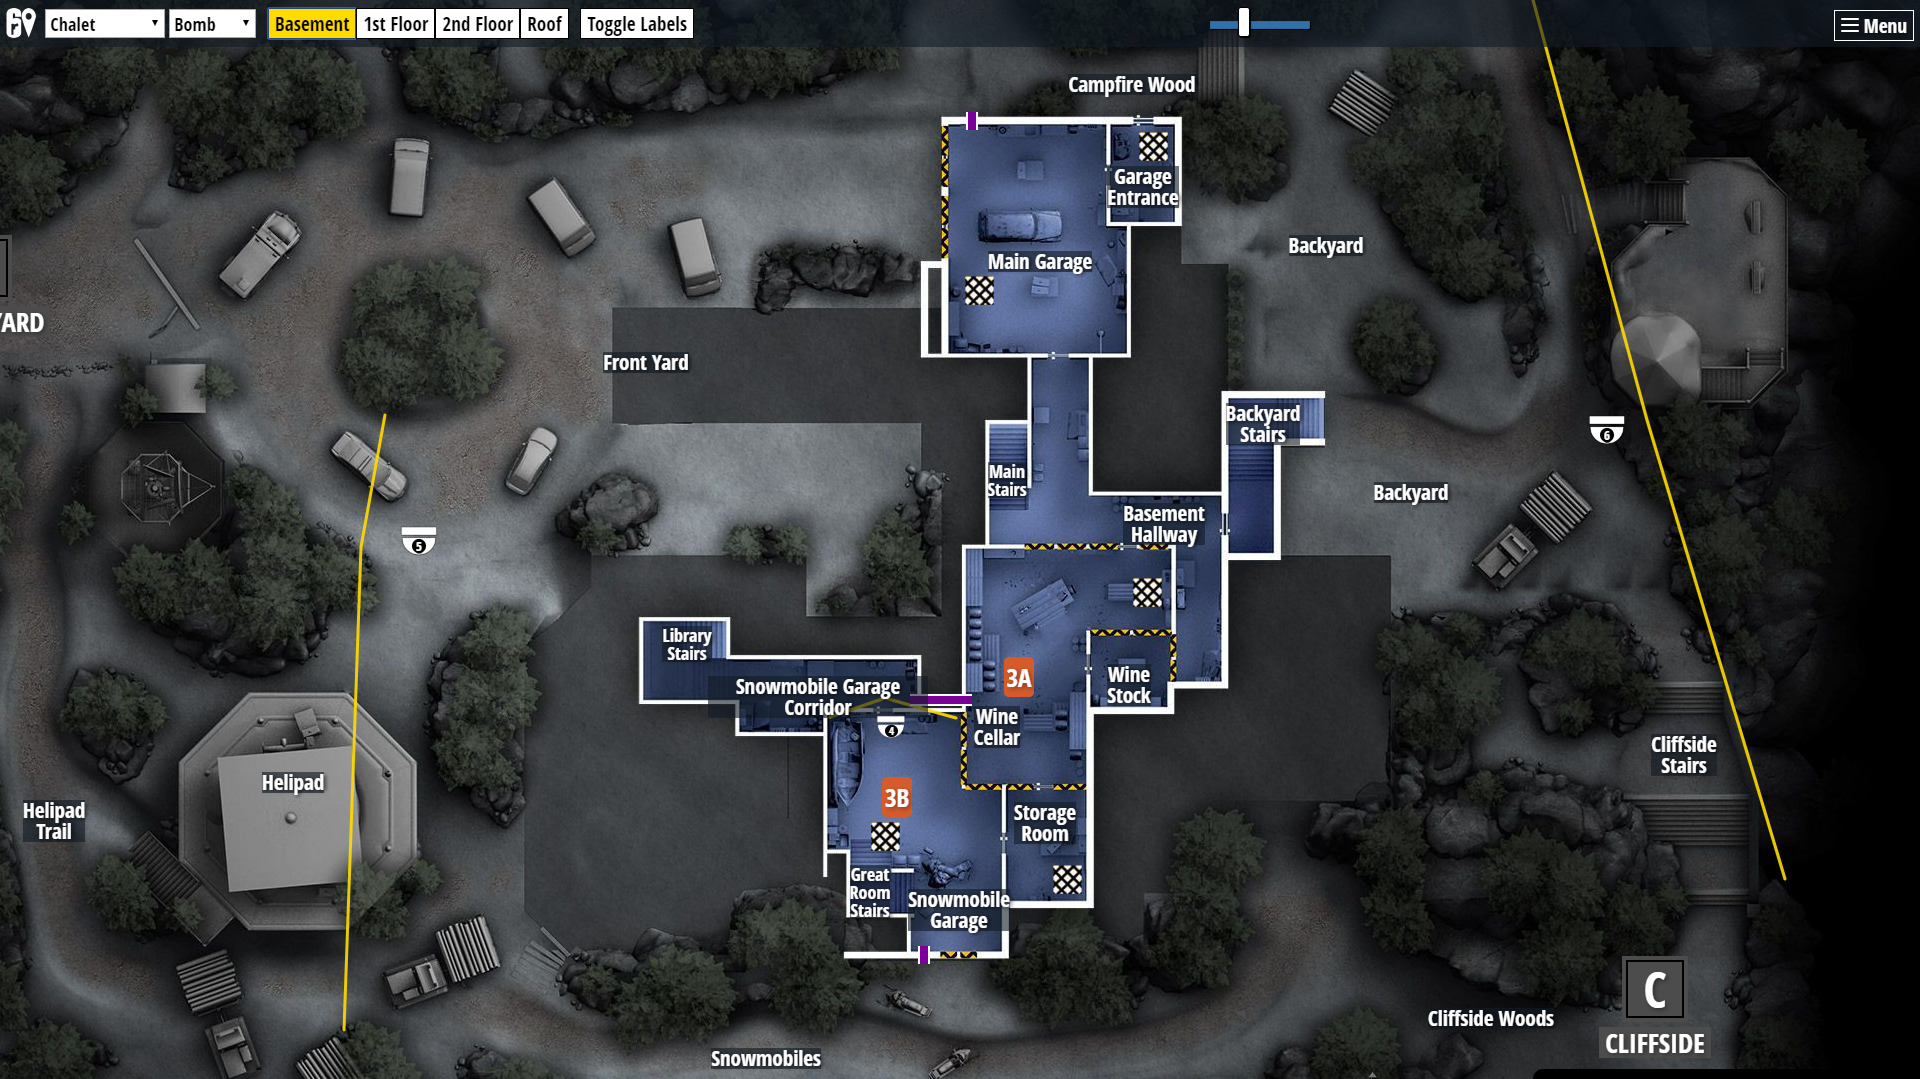 Chalet
Bomb
Basement
1st Floor
2nd Floor
Roof
Toggle Labels
Menu
Campfire Wood
Garage
Entrance
Backyard
Main Garage
YARD
Front Yard
Backyard
Stairs
6
Main
Stairs
Backyard
Basement
Hallway
5
Library
Stairs
3A
Wine
Stock
Snowmobile Garage
Corridor
4
Wine
Cellar
Cliffside
Stairs
Helipad
3B
Helipad
Trail
Storage
Room
Great
Room
Stairs
Snowmobile
Garage
C
Cliffside Woods
CLIFFSIDE
Snowmobiles